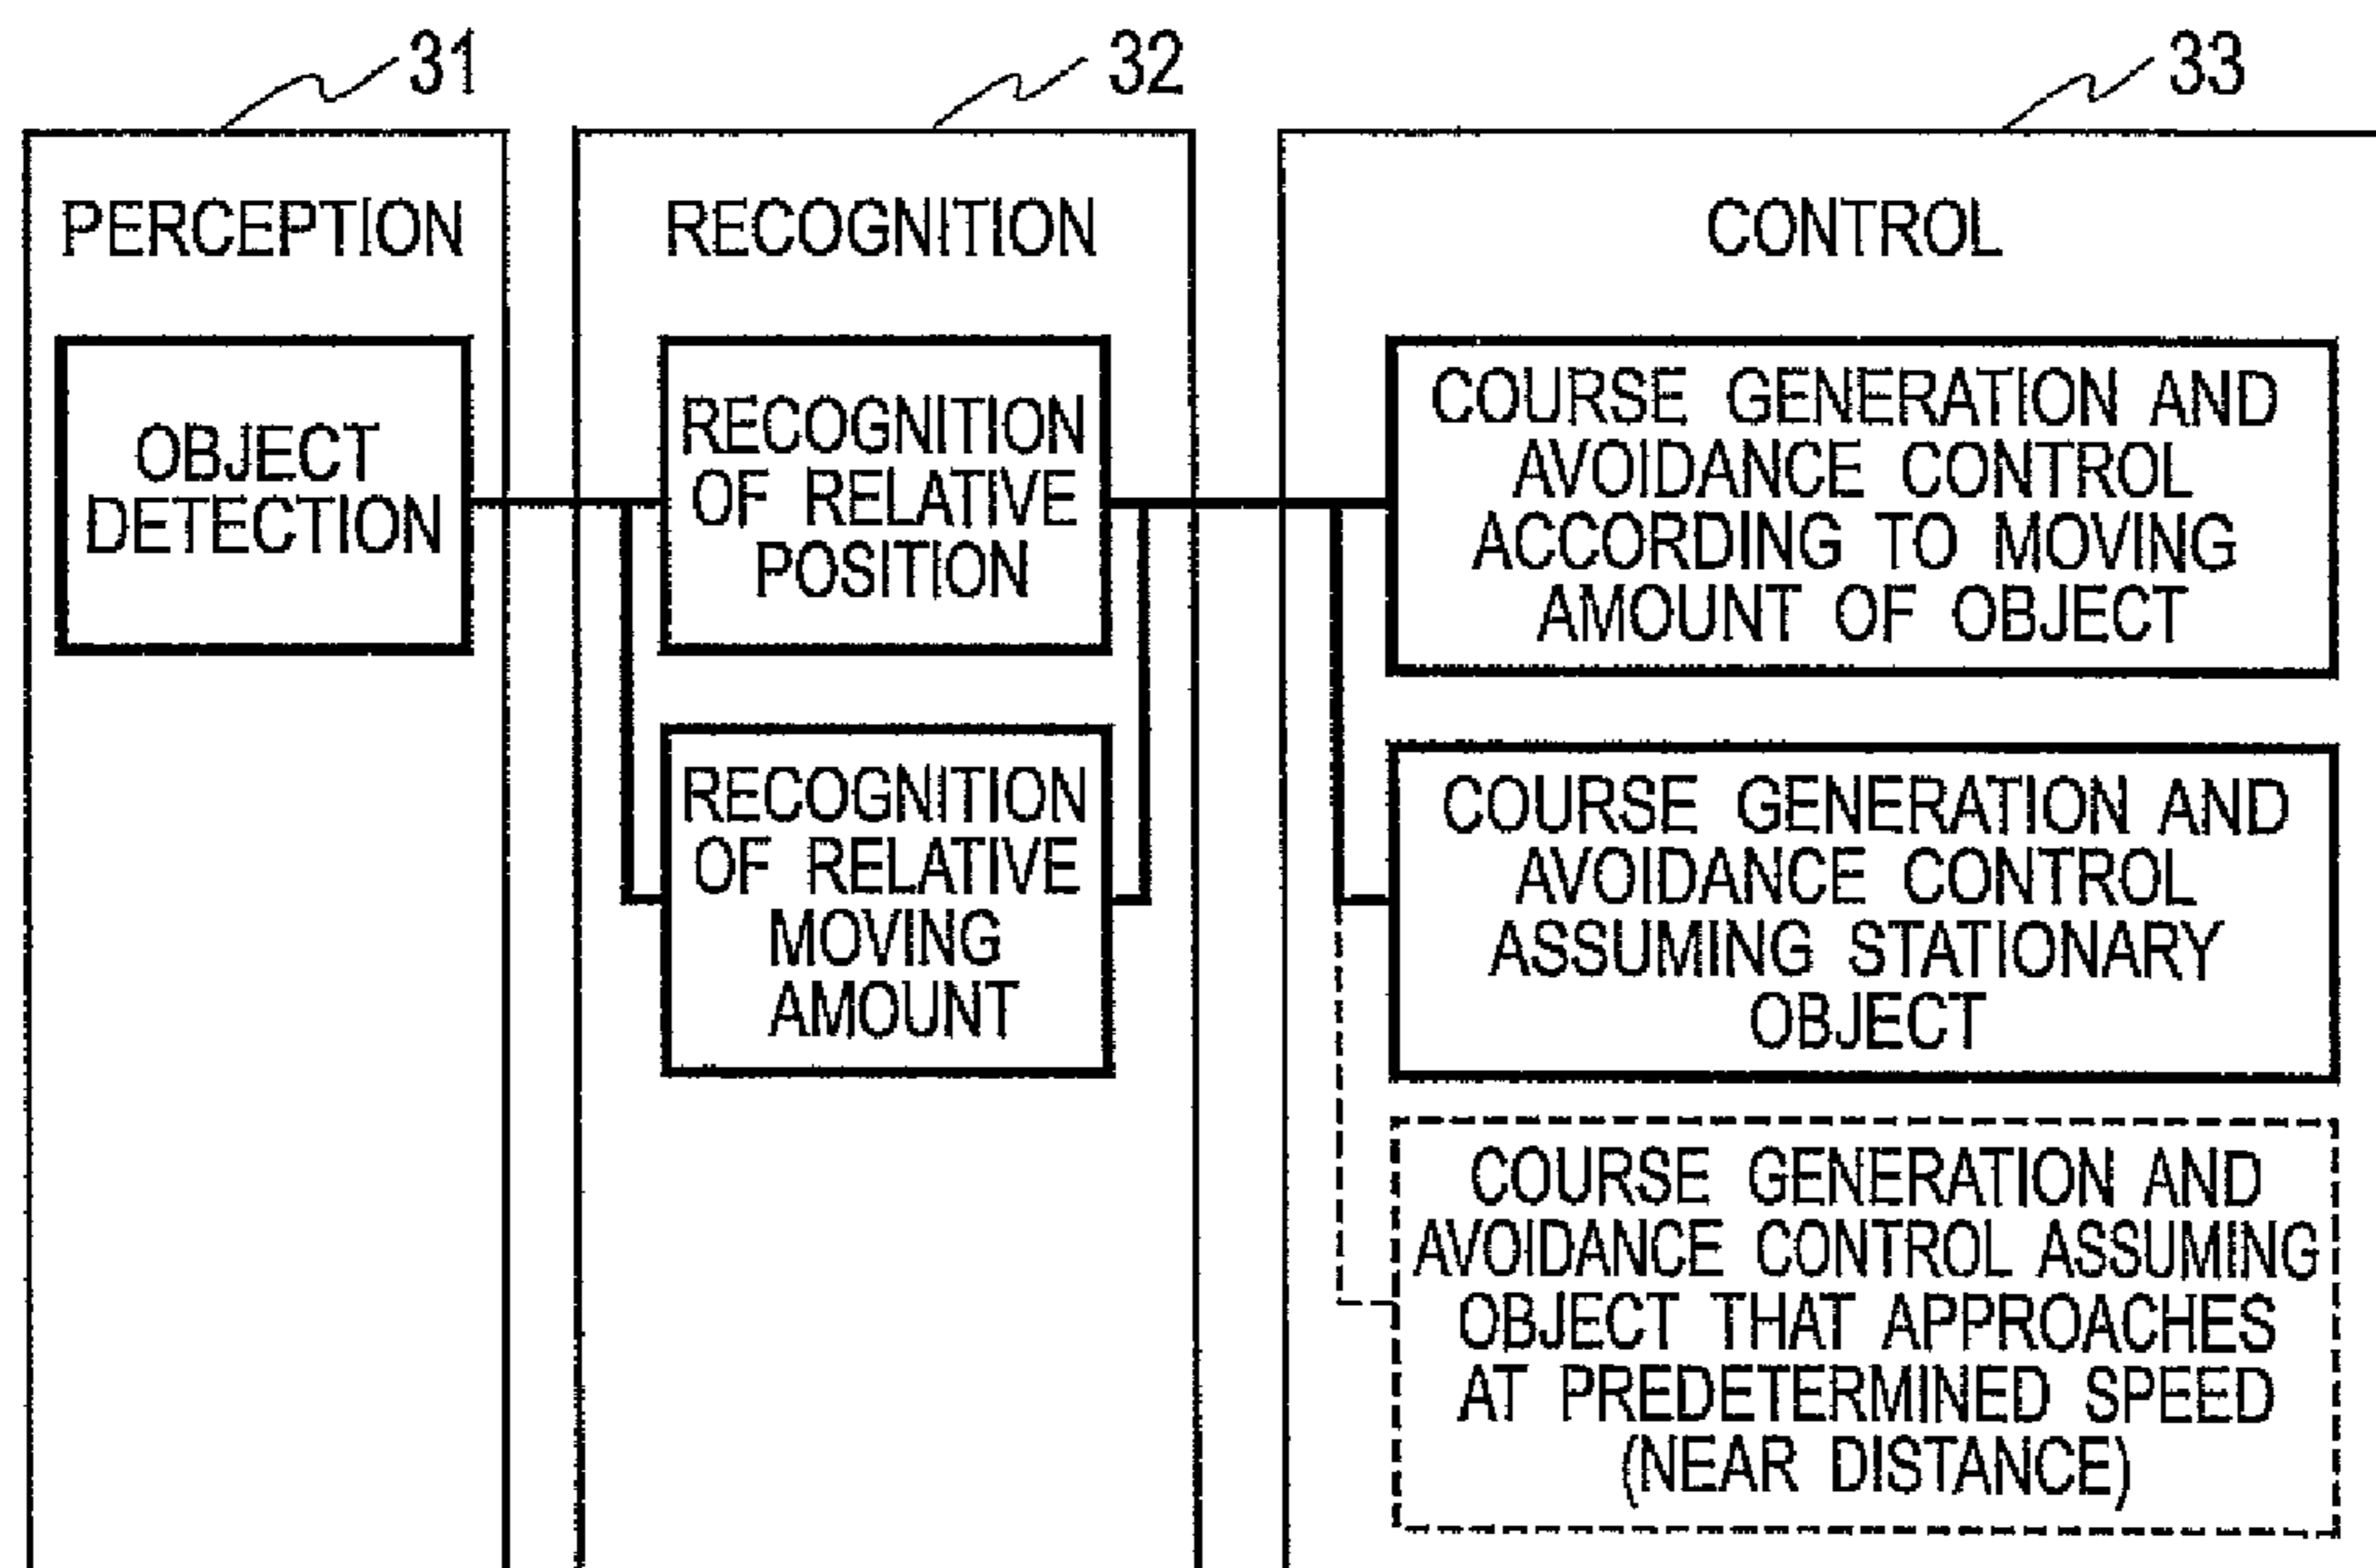 31
32
33
PERCEPTION
OBJECT
DETECTION
RECOGNITION
RECOGNITION
OF RELATIVE
POSITION
RECOGNITION
OF RELATIVE
MOVING
AMOUNT
CONTROL
COURSE GENERATION AND
AVOIDANCE CONTROL
ACCORDING TO MOVING
AMOUNT OF OBJECT
COURSE GENERATION AND
AVOIDANCE CONTROL
ASSUMING STATIONARY
OBJECT
COURSE GENERATION AND
AVOIDANCE CONTROL ASSUMING
OBJECT THAT APPROACHES
AT PREDETERMINED SPEED
(NEAR DISTANCE)